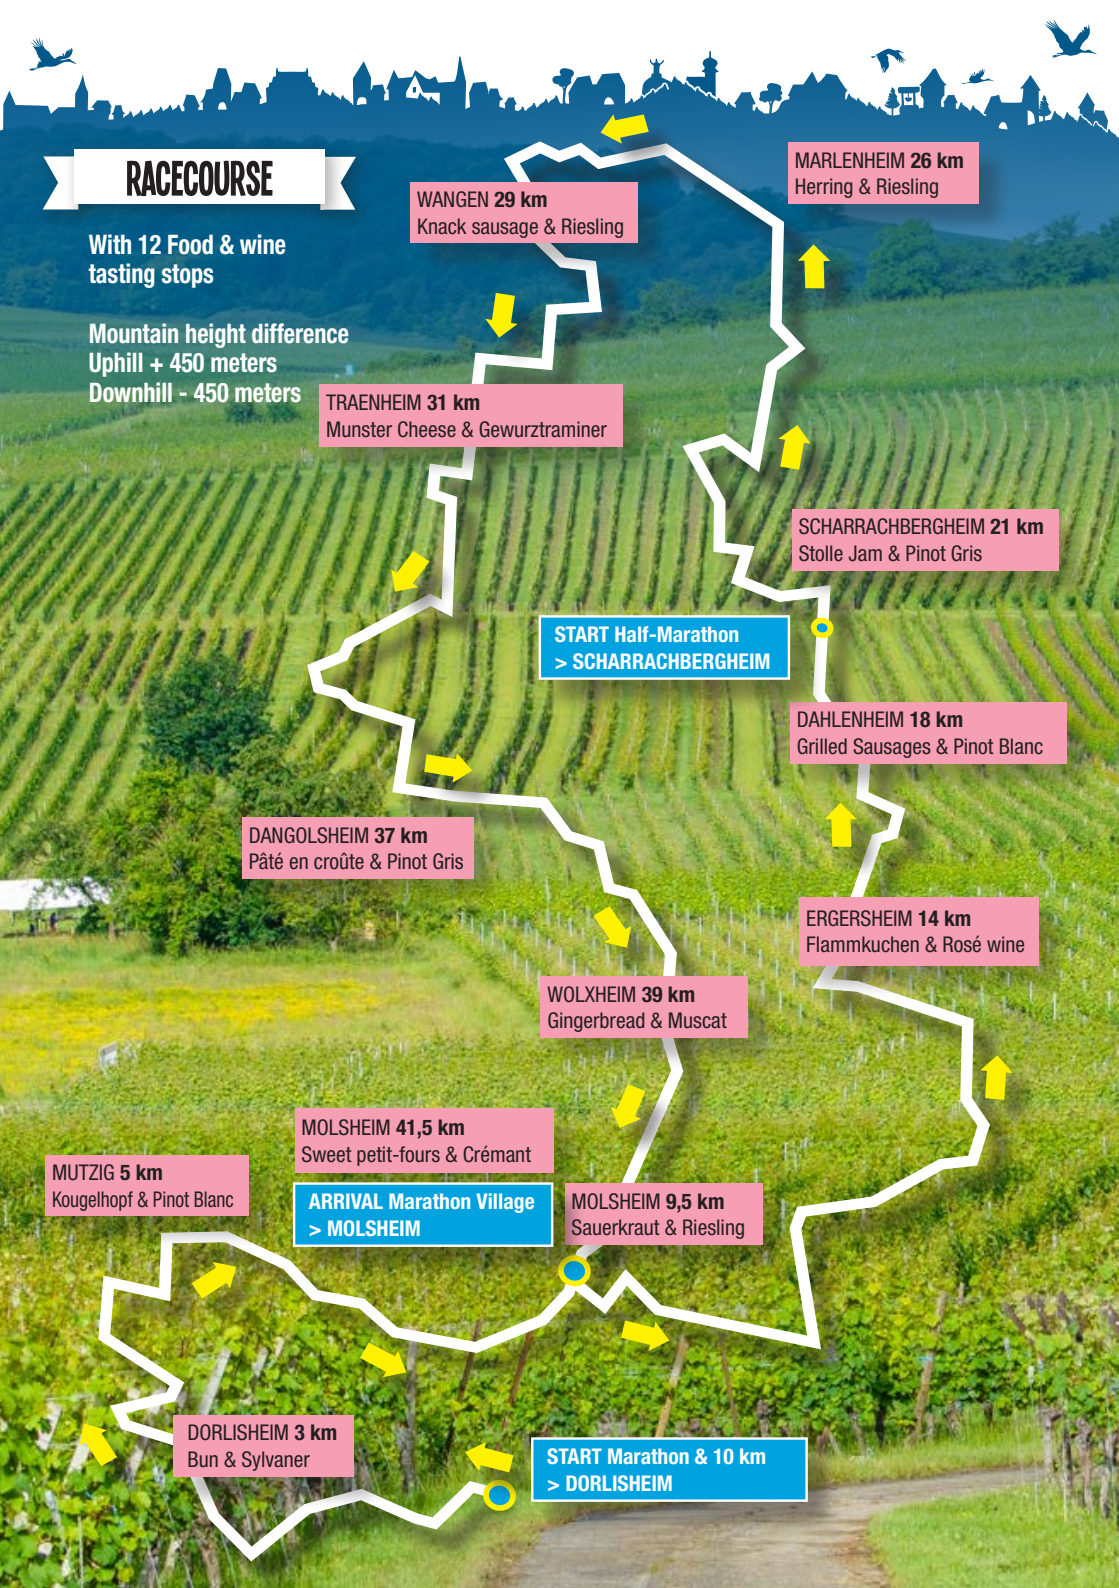 RACECOURSE
With 12 Food & wine
tasting stops
Mountain height difference
Uphill + 450 meters
Downhill - 450 meters
MARLENHEIM 26 km
Herring & Riesling
WANGEN 29 km
Knack sausage & Riesling
TRAENHEIM 31 km
Munster Cheese & Gewurztraminer
SCHARRACHBERGHEIM 21 km
Stolle Jam & Pinot Gris
START Half-Marathon
> SCHARRACHBERGHEIM
DAHLENHEIM 18 km
Grilled Sausages & Pinot Blanc
DANGOLSHEIM 37 km
Pâté en croûte & Pinot Gris
ERGERSHEIM 14 km
Flammkuchen & Rosé wine
WOLXHEIM 39 km
Gingerbread & Muscat
MOLSHEIM 41,5 km
Sweet petit-fours & Crémant
MUTZIG 5 km
Kougelhopf & Pinot Blanc
ARRIVAL Marathon Village
> MOLSHEIM
MOLSHEIM 9,5 km
Sauerkraut & Riesling
DORLISHEIM 3 km
Bun & Sylvaner
START Marathon & 10 km
> DORLISHEIM